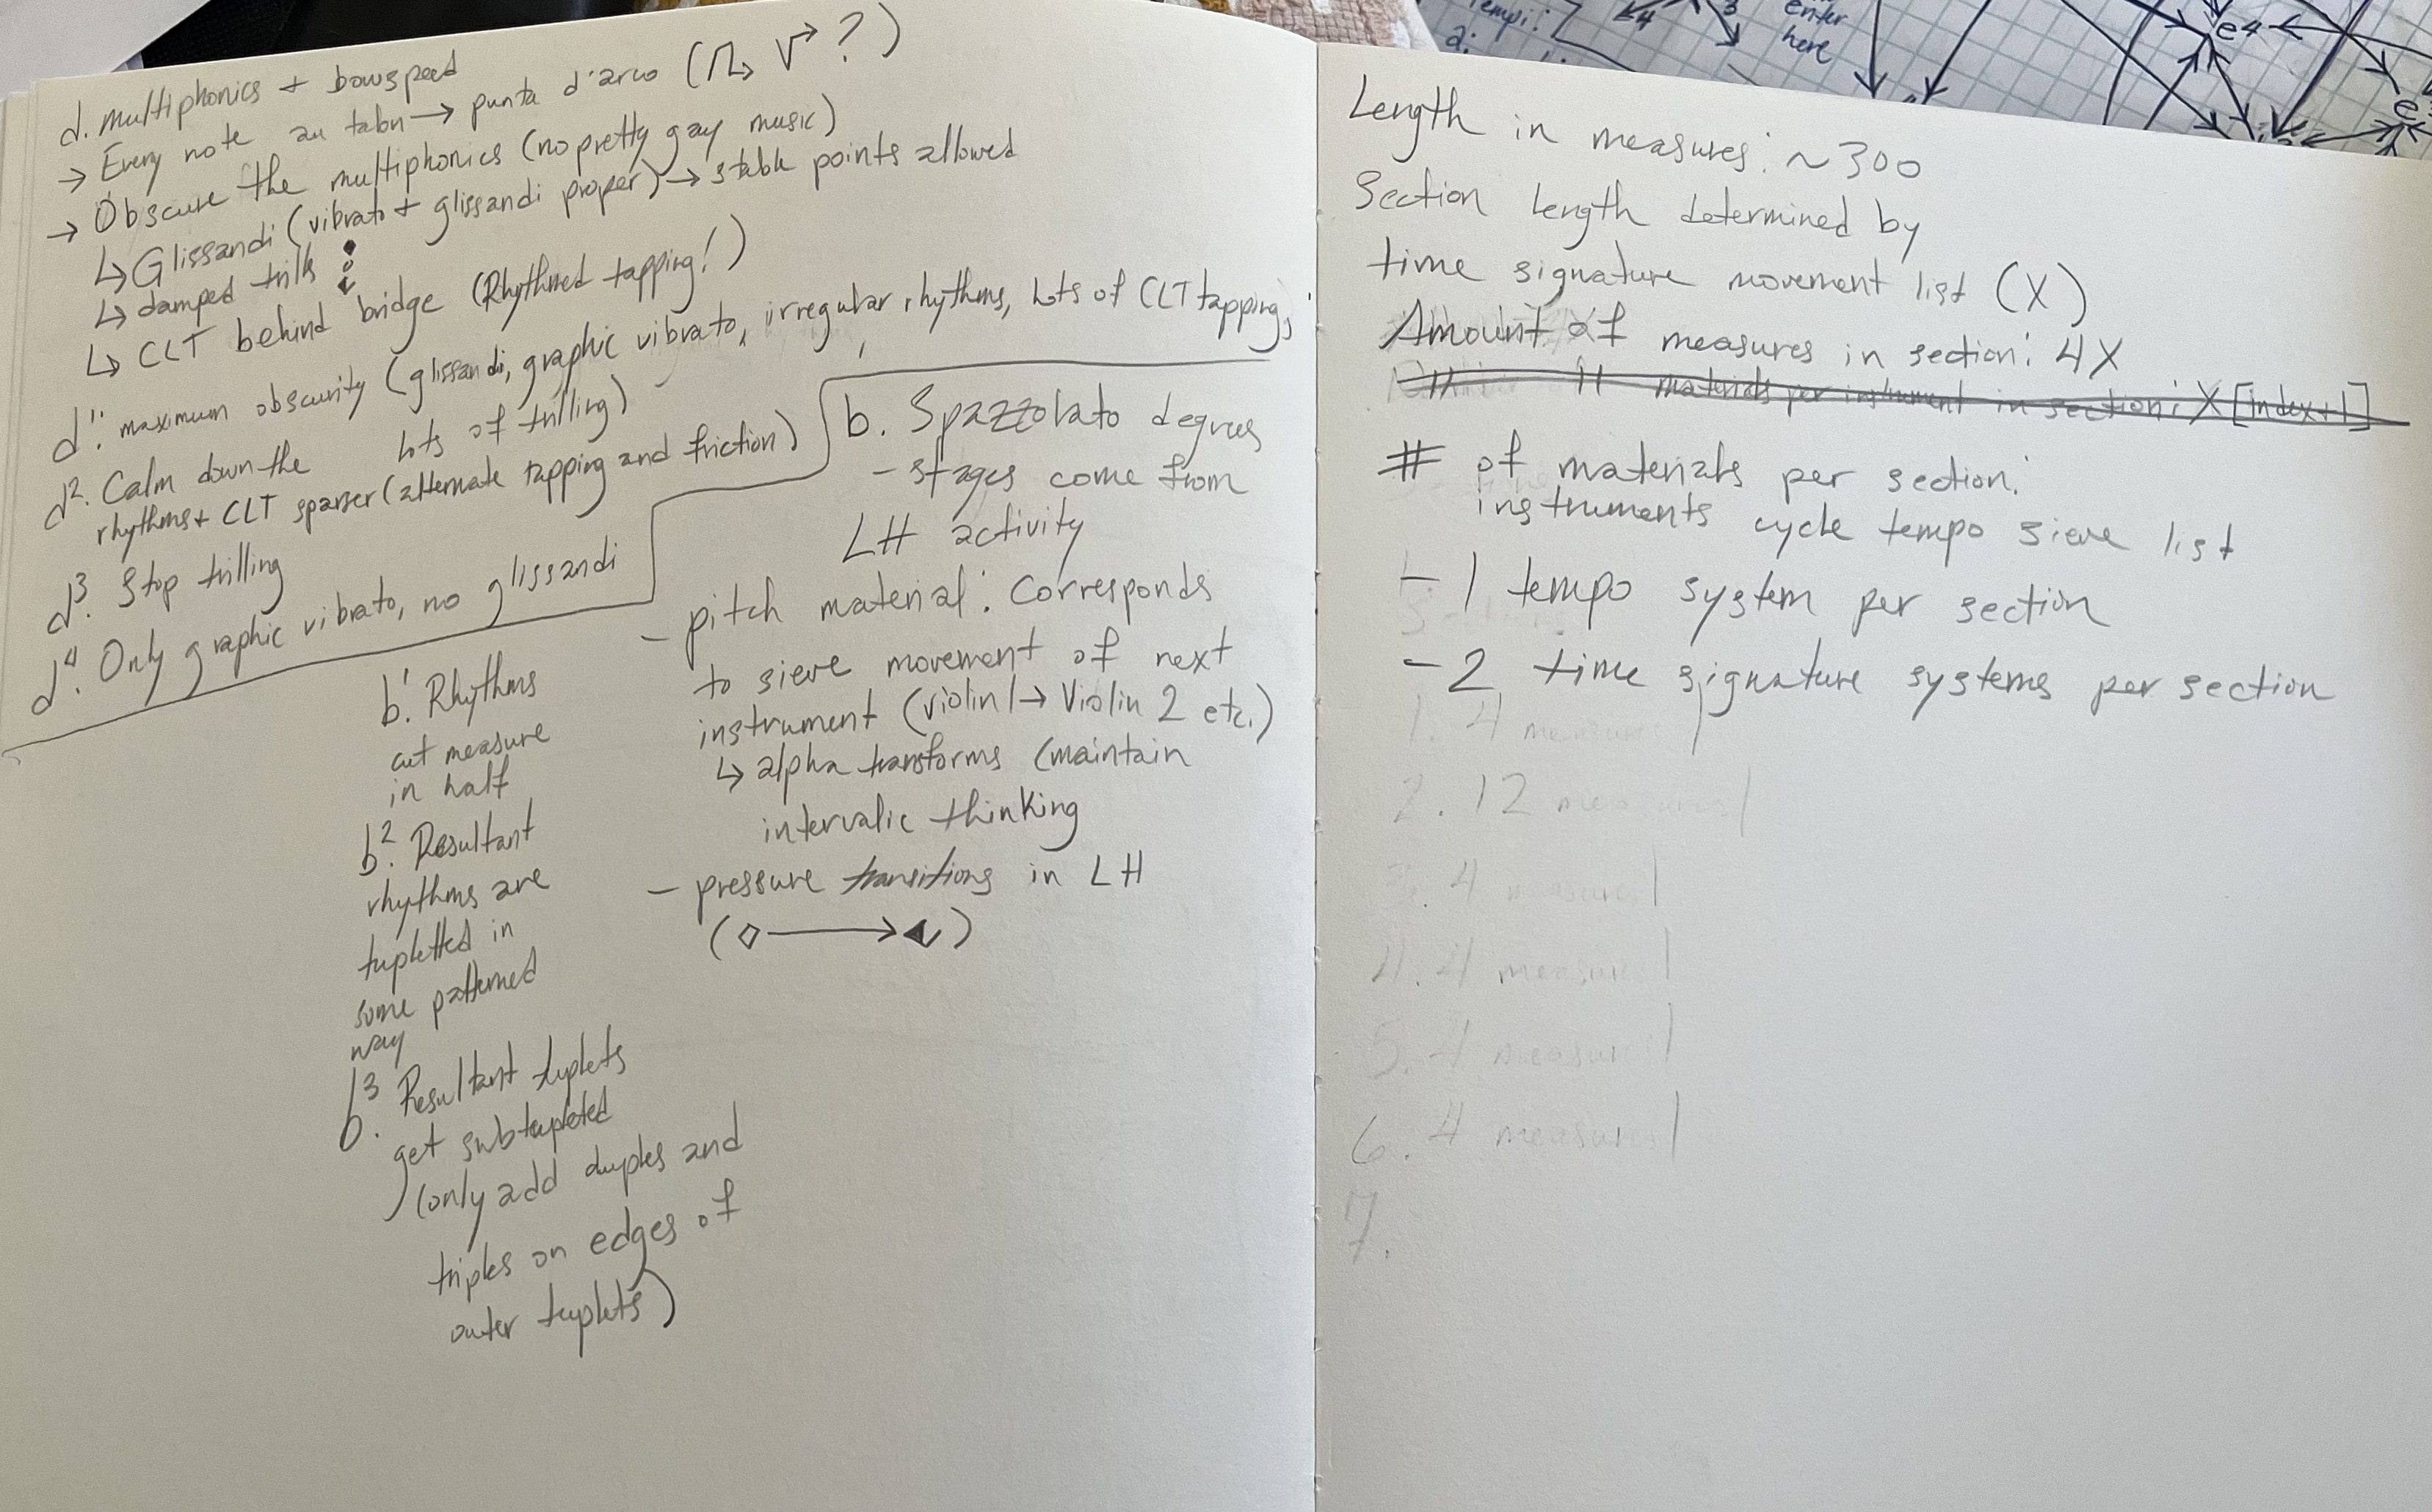 d. multiphonics + bowspeed
→ Every note au talon → punta d'arco (⊓→ V→ ?)
→ Obscure the multiphonics (no pretty gay music)
↳ Glissandi (vibrato + glissandi proper) → stable points allowed
↳ damped trills
↳ CLT behind bridge (Rhythmed tapping!)
d¹: maximum obscurity (glissandi, graphic vibrato, irregular rhythms, Lots of CLT tapping,
Lots of trilling)
d². Calm down the
rhythms + CLT sparser (alternate tapping and friction)
d³. Stop trilling
d⁴. Only graphic vibrato, no glissandi
b. Spazzolato degrees
- stages come from
LH activity
- pitch material: Corresponds
to sieve movement of next
instrument (violin 1 → Violin 2 etc.)
↳ alpha transforms (maintain
intervalic thinking
- pressure transitions in LH
(◇ → )
b¹. Rhythms
cut measure
in half
b². Resultant
rhythms are
tupletted in
some patterned
way
b³. Resultant tuplets
get subtupleted
(only add duples and
triples on edges of
outer tuplets)
Length in measures: ~300
Section length determined by
time signature movement list (X)
Amount of measures in section: 4X
" " materials per instrument in section: X [index+1]
# of materials per section:
instruments cycle tempo sieve list
- 1 tempo system per section
- 2 time signature systems per section
1. 4 measures
2. 12 measures
3. 4 measures
4. 4 measures
5. 4 measures
6. 4 measures
7.
Tempi:
a:
4
3
enter
here
e4
e